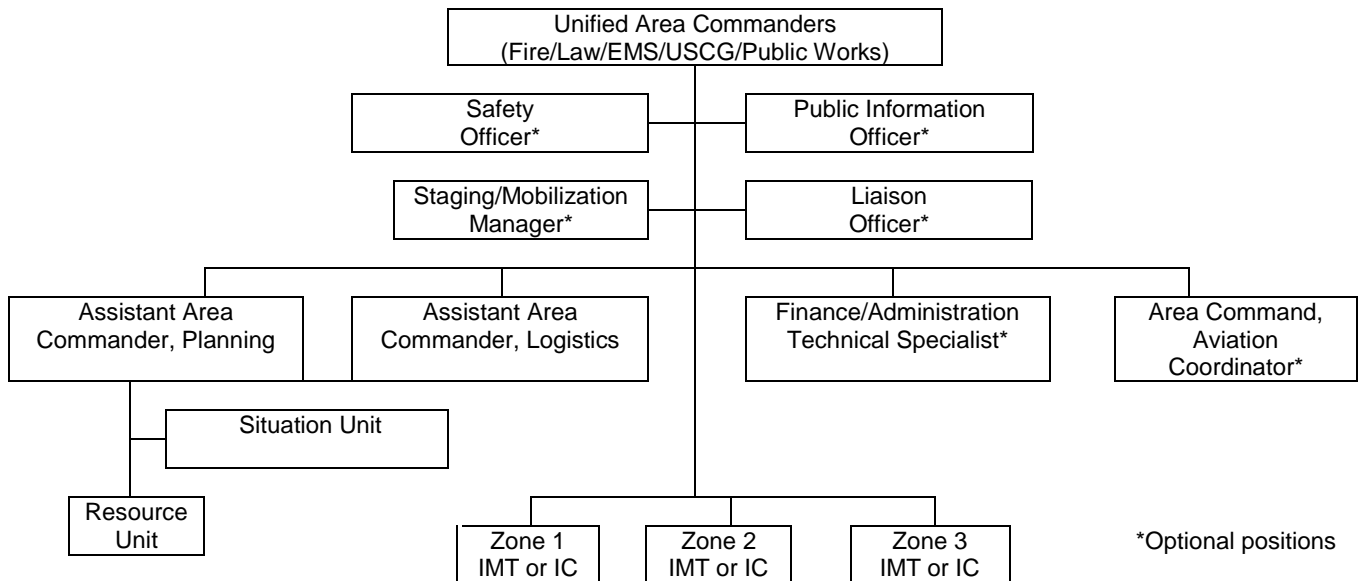 Unified Area Commanders
(Fire/Law/EMS/USCG/Public Works)
Safety
Officer*
Public Information
Officer*
Staging/Mobilization
Manager*
Liaison
Officer*
Assistant Area
Commander, Planning
Assistant Area
Commander, Logistics
Finance/Administration
Technical Specialist*
Area Command,
Aviation
Coordinator*
Situation Unit
Resource
Unit
Zone 1
IMT or IC
Zone 2
IMT or IC
Zone 3
IMT or IC
*Optional positions